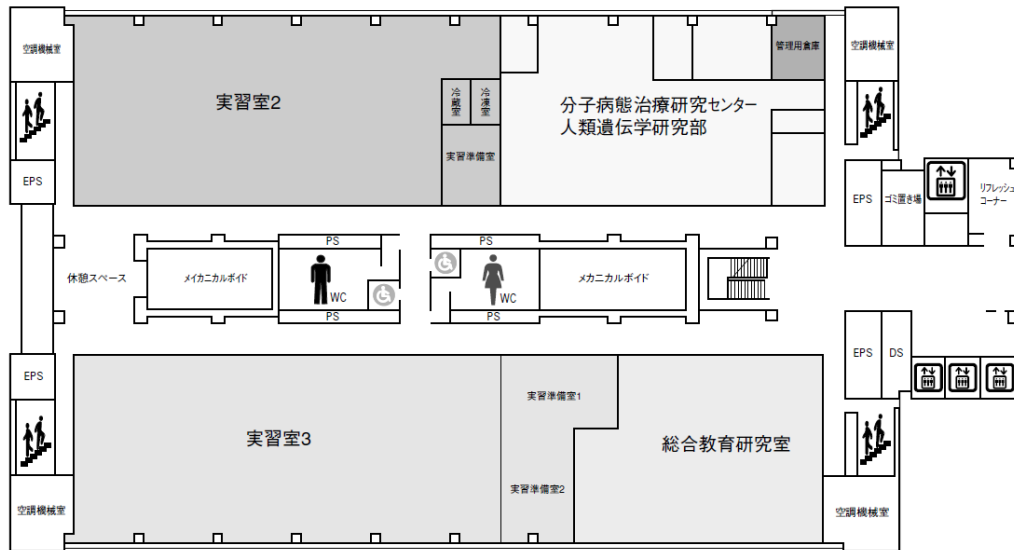 空調機械室
管理用倉庫
空調機械室
実習室2
冷蔵室
冷凍室
分子病態治療研究センター
人類遺伝学研究部
実習準備室
EPS
EPS
ゴミ置き場
リフレッシュ
コーナー
PS
PS
休憩スペース
メイカニカルボイド
WC
WC
メカニカルボイド
PS
PS
EPS
EPS
DS
実習準備室1
実習室3
総合教育研究室
実習準備室2
空調機械室
空調機械室